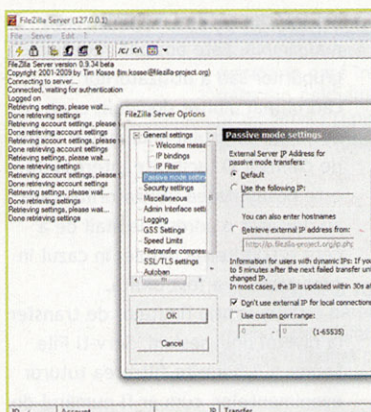 FileZilla Server (127.0.0.1)
File Server Edit ?
/C/ C:\
FileZilla Server version 0.9.34 beta
Copyright 2001-2009 by Tim Kosse (tim.kosse@filezilla-project.org)
Connecting to server...
Connected, waiting for authentication
Logged on
Retrieving settings, please wait...
Done retrieving settings
Retrieving account settings, please
Done retrieving account settings
Retrieving settings, please wait...
Done retrieving settings
Retrieving account settings, please
Done retrieving account settings
Retrieving settings, please wait...
Done retrieving settings
Retrieving settings, please wait...
Done retrieving settings
FileZilla Server Options
General settings
Welcome messa
IP bindings
IP Filter
Passive mode settin
Security settings
Miscellaneous
Admin Interface setti
Logging
GSS Settings
Speed Limits
Filetransfer compres
SSL/TLS settings
Autoban
OK
Cancel
Passive mode settings
External Server IP Address for
passive mode transfers:
Default
Use the following IP:
You can also enter hostnames
Retrieve external IP address from:
http://ip.filezilla-project.org/ip.php
Information for users with dynamic IPs: If you
to 5 minutes after the next failed transfer unt
changed IP.
In most cases, the IP is updated within 30s af
Don't use external IP for local connections
Use custom port range:
0 - 0 (1-65535)
ID Account IP Transfer